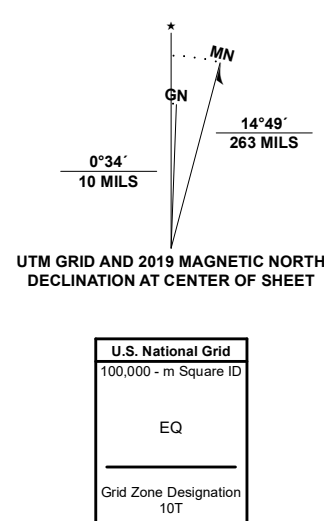 ★
MN
GN
14°49´
263 MILS
0°34´
10 MILS
UTM GRID AND 2019 MAGNETIC NORTH
DECLINATION AT CENTER OF SHEET
U.S. National Grid
100,000 - m Square ID
EQ
Grid Zone Designation
10T